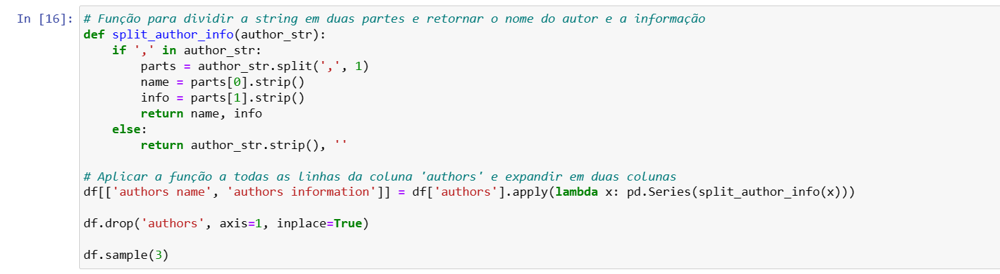 In [16]: # Função para dividir a string em duas partes e retornar o nome do autor e a informação
def split_author_info(author_str):
    if ',' in author_str:
        parts = author_str.split(',', 1)
        name = parts[0].strip()
        info = parts[1].strip()
        return name, info
    else:
        return author_str.strip(), ''

# Aplicar a função a todas as linhas da coluna 'authors' e expandir em duas colunas
df[['authors name', 'authors information']] = df['authors'].apply(lambda x: pd.Series(split_author_info(x)))

df.drop('authors', axis=1, inplace=True)

df.sample(3)